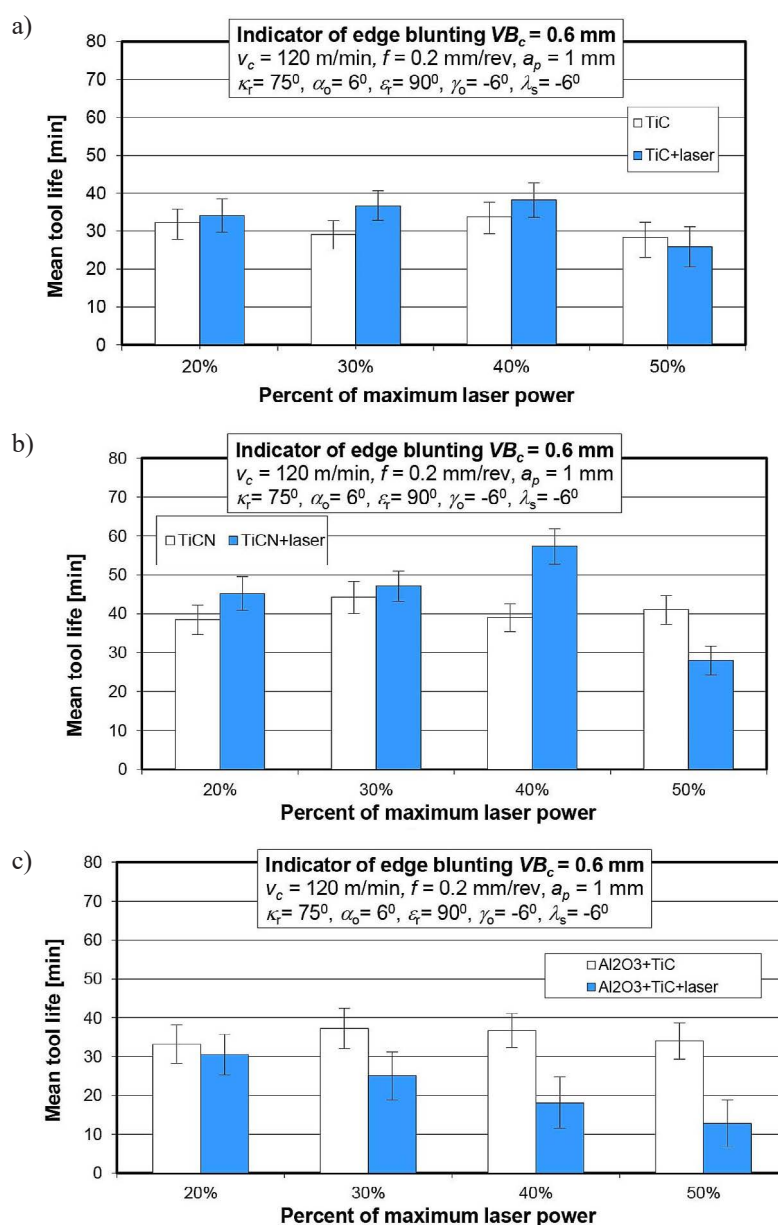 a)
Indicator of edge blunting VBc = 0.6 mm
vc = 120 m/min, f = 0.2 mm/rev, ap = 1 mm
κr= 75⁰, αo= 6⁰, εr= 90⁰, γo= -6⁰, λs= -6⁰
TiC
TiC+laser
Mean tool life [min]
80
70
60
50
40
30
20
10
0
20% 30% 40% 50%
Percent of maximum laser power
b)
Indicator of edge blunting VBc = 0.6 mm
vc = 120 m/min, f = 0.2 mm/rev, ap = 1 mm
κr= 75⁰, αo= 6⁰, εr= 90⁰, γo= -6⁰, λs= -6⁰
TiCN TiCN+laser
Mean tool life [min]
80
70
60
50
40
30
20
10
0
20% 30% 40% 50%
Percent of maximum laser power
c)
Indicator of edge blunting VBc = 0.6 mm
vc = 120 m/min, f = 0.2 mm/rev, ap = 1 mm
κr= 75⁰, αo= 6⁰, εr= 90⁰, γo= -6⁰, λs= -6⁰
Al2O3+TiC
Al2O3+TiC+laser
Mean tool life [min]
80
70
60
50
40
30
20
10
0
20% 30% 40% 50%
Percent of maximum laser power